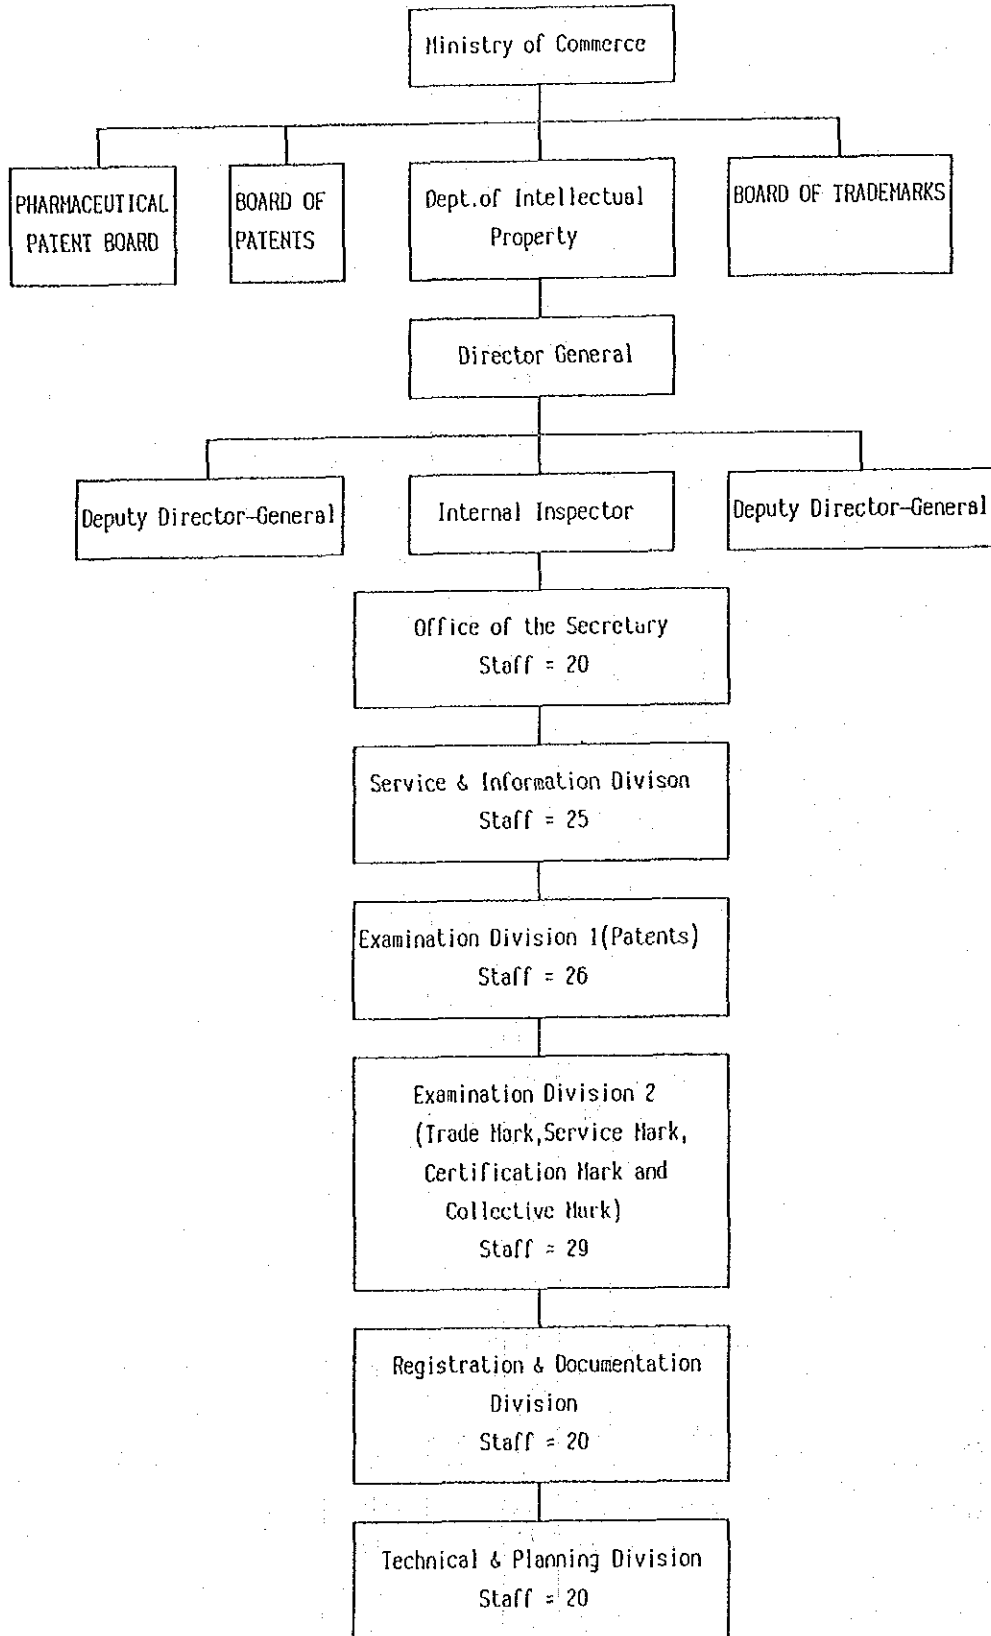 Ministry of Commerce
PHARMACEUTICAL
PATENT BOARD
BOARD OF
PATENTS
Dept.of Intellectual
Property
BOARD OF TRADEMARKS
Director General
Deputy Director-General
Internal Inspector
Deputy Director-General
Office of the Secretary
Staff = 20
Service & Information Divison
Staff = 25
Examination Division 1(Patents)
Staff = 26
Examination Division 2
(Trade Mark,Service Mark,
Certification Mark and
Collective Mark)
Staff = 29
Registration & Documentation
Division
Staff = 20
Technical & Planning Division
Staff = 20